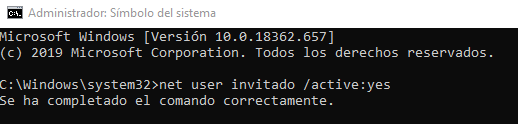 Administrador: Símbolo del sistema
Microsoft Windows [Versión 10.0.18362.657]
(c) 2019 Microsoft Corporation. Todos los derechos reservados.
C:\Windows\system32>net user invitado /active:yes
Se ha completado el comando correctamente.